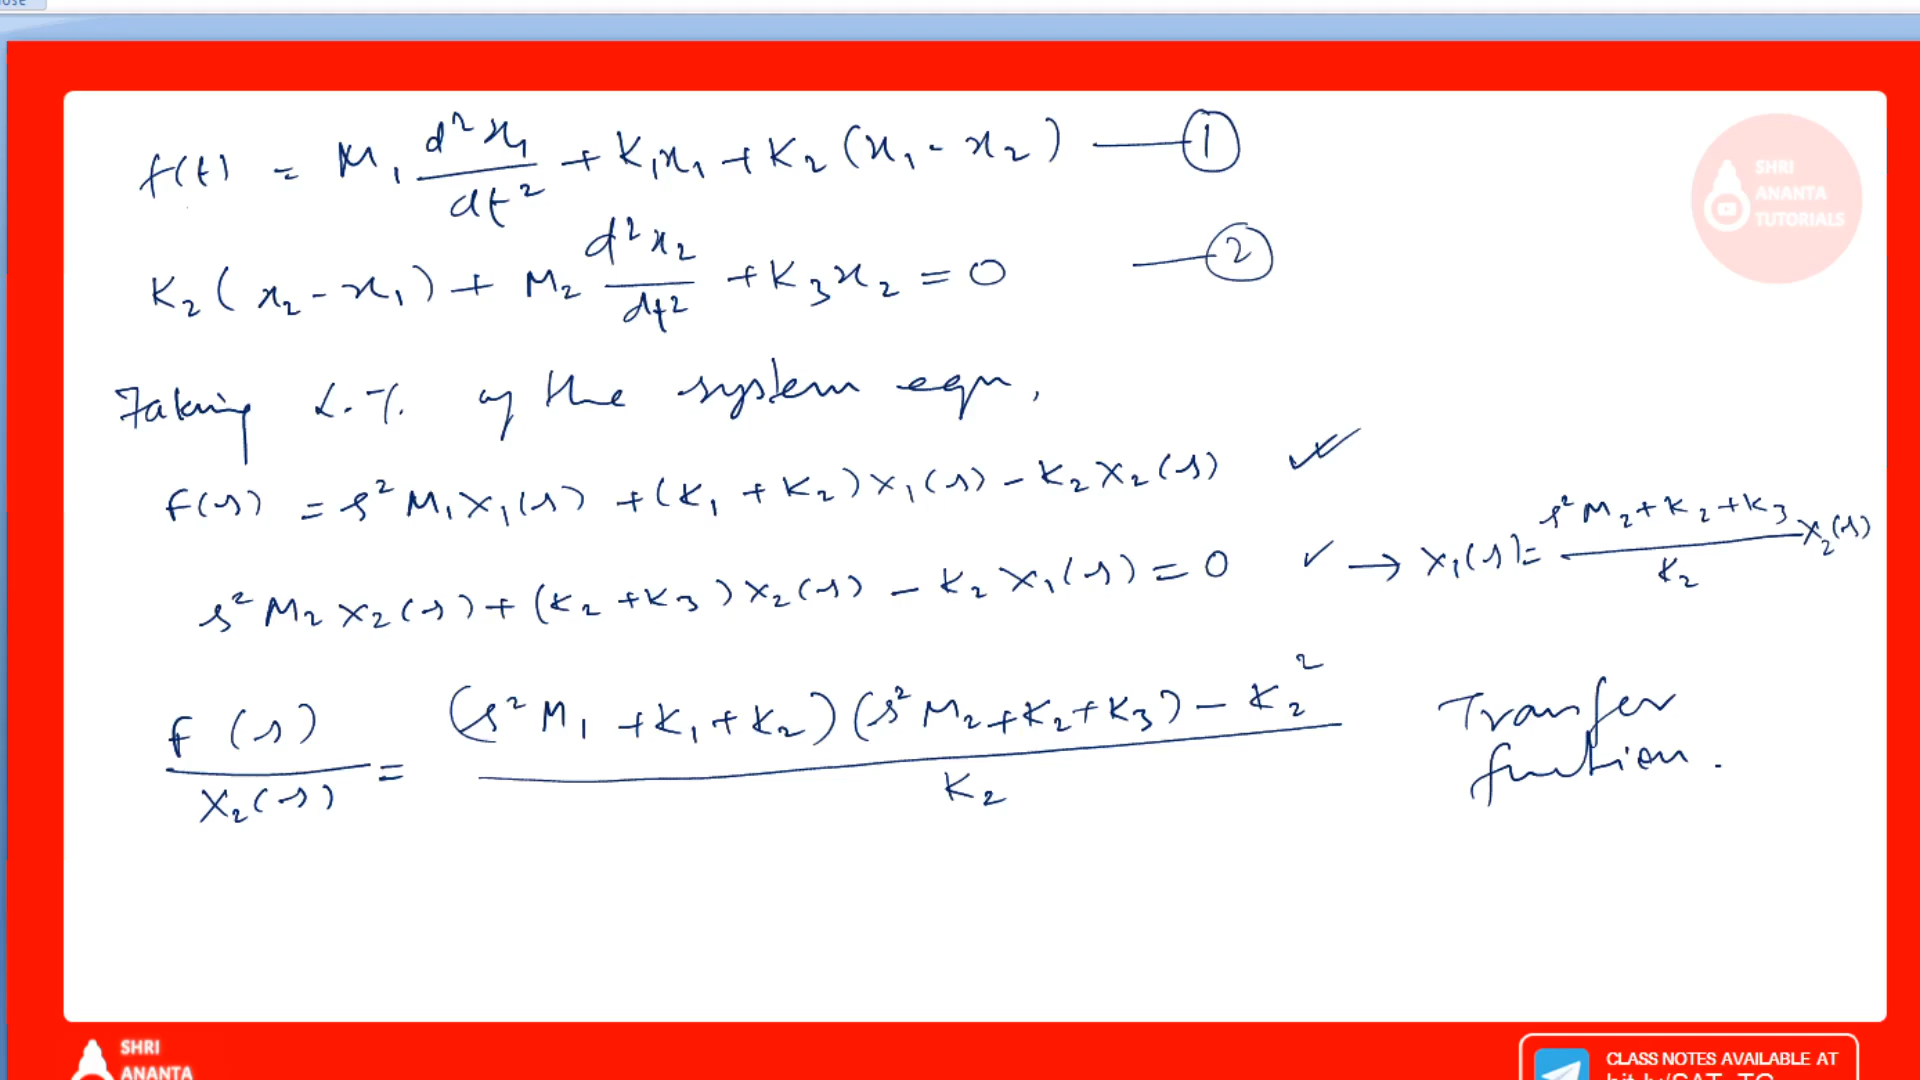 ose
f(t) = M₁ d²x₁/dt² + K₁x₁ + K₂(x₁ - x₂) — ①
K₂(x₂ - x₁) + M₂ d²x₂/dt² + K₃x₂ = 0 — ②
SHRI
ANANTA
TUTORIALS
Taking L.T. of the system eqn,
F(s) = s²M₁X₁(s) + (K₁ + K₂)X₁(s) - K₂X₂(s) ✓
s²M₂X₂(s) + (K₂ + K₃)X₂(s) - K₂X₁(s) = 0 ✓ → X₁(s) = (s²M₂ + K₂ + K₃)/K₂ X₂(s)
F(s)/X₂(s) = ((s²M₁ + K₁ + K₂)(s²M₂ + K₂ + K₃) - K₂²)/K₂
Transfer
function.
SHRI
ANANTA
CLASS NOTES AVAILABLE AT